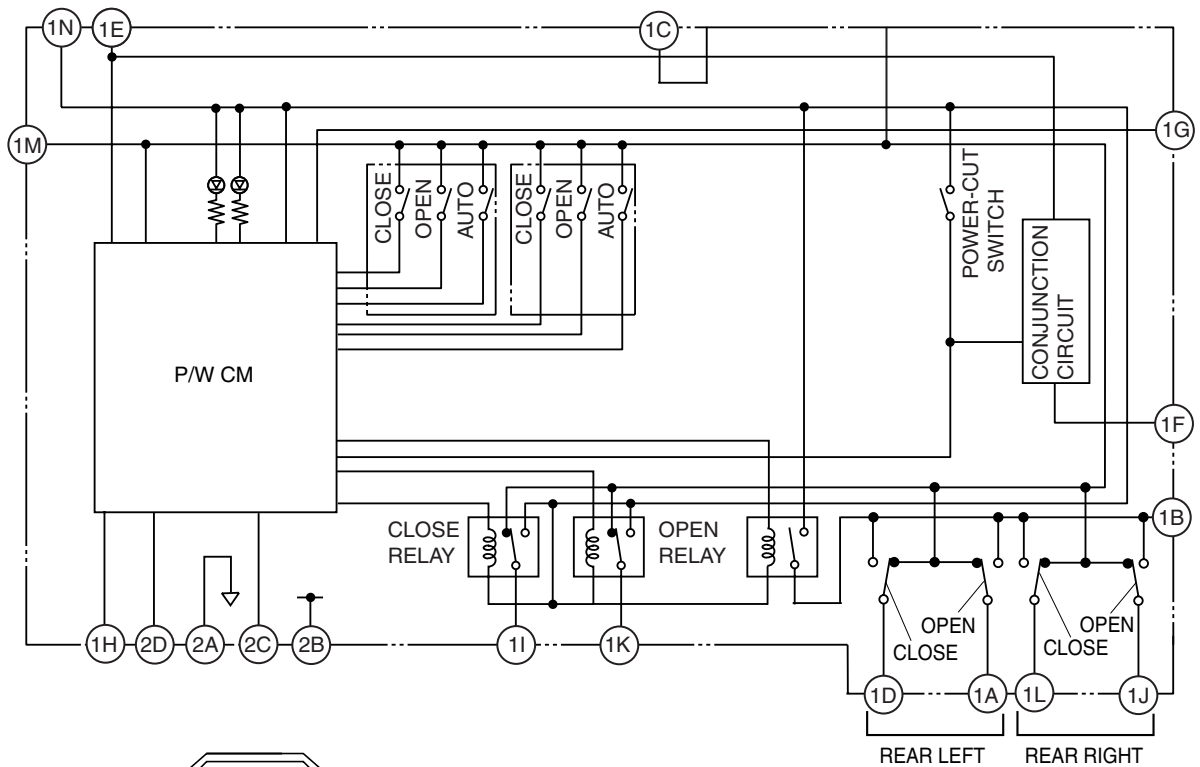 1N
1E
1C
1M
1G
CLOSE
OPEN
AUTO
CLOSE
OPEN
AUTO
POWER-CUT
SWITCH
CONJUNCTION
CIRCUIT
P/W CM
1F
CLOSE
RELAY
OPEN
RELAY
1B
OPEN
CLOSE
OPEN
CLOSE
1H
2D
2A
2C
2B
1I
1K
1D
1A
1L
1J
REAR LEFT
REAR RIGHT